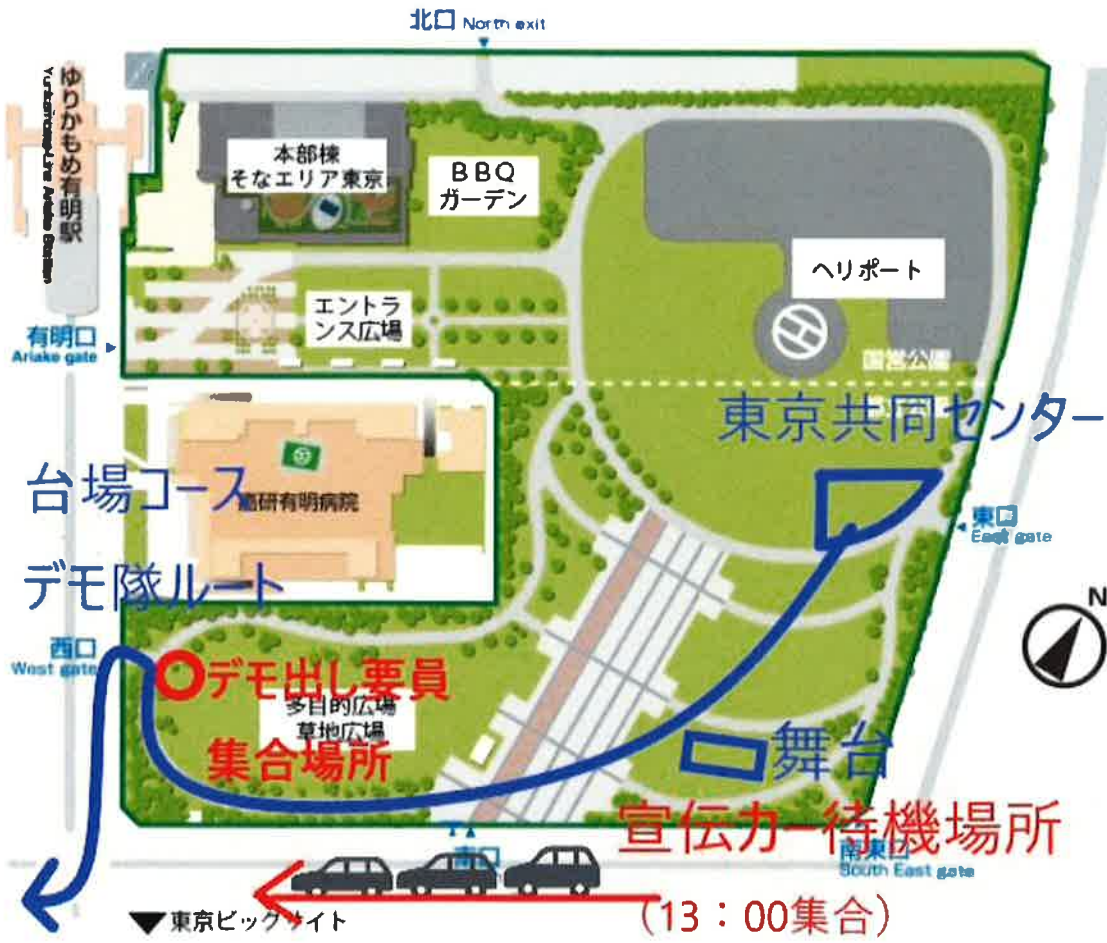 北口 North exit
ゆりかもめ有明駅
本部棟
そなエリア東京
BBQ
ガーデン
ヘリポート
エントラ
ンス広場
有明口
Ariake gate
国営公園
東京共同センター
台場コース
研有明病院
東口
East gate
デモ隊ルート
N
西口
West gate
デモ出し要員
多目的広場
草地広場
集合場所
舞台
宣伝カー待機場所
南口
南東口
South East gate
▼東京ビッグサイト
(13：00集合)